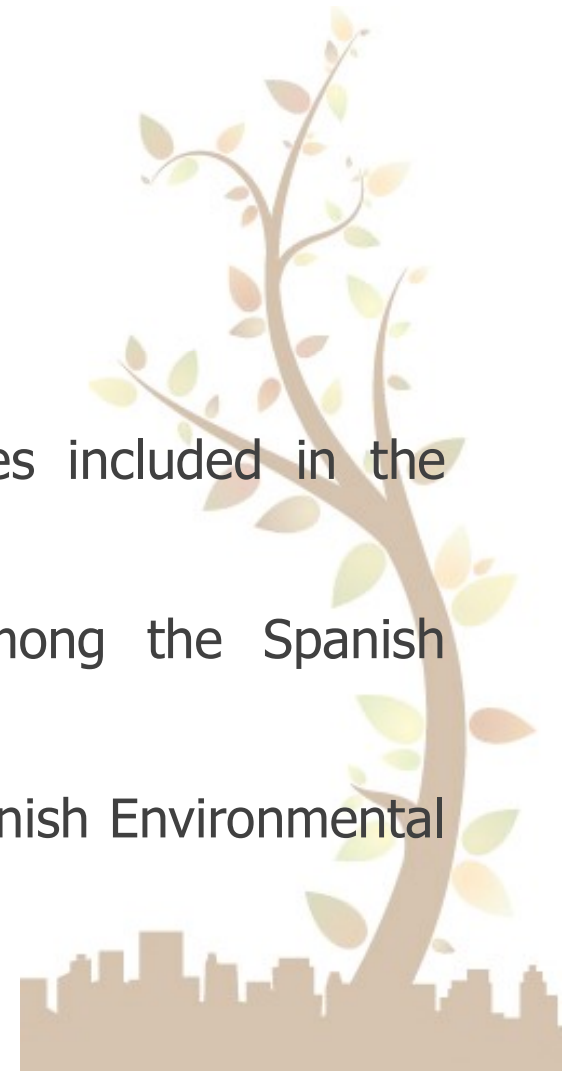 es included in the
mong the Spanish
nish Environmental